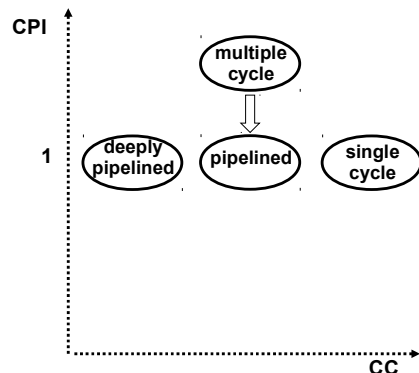 CPI
multiple
cycle
1
deeply
pipelined
pipelined
single
cycle
CC